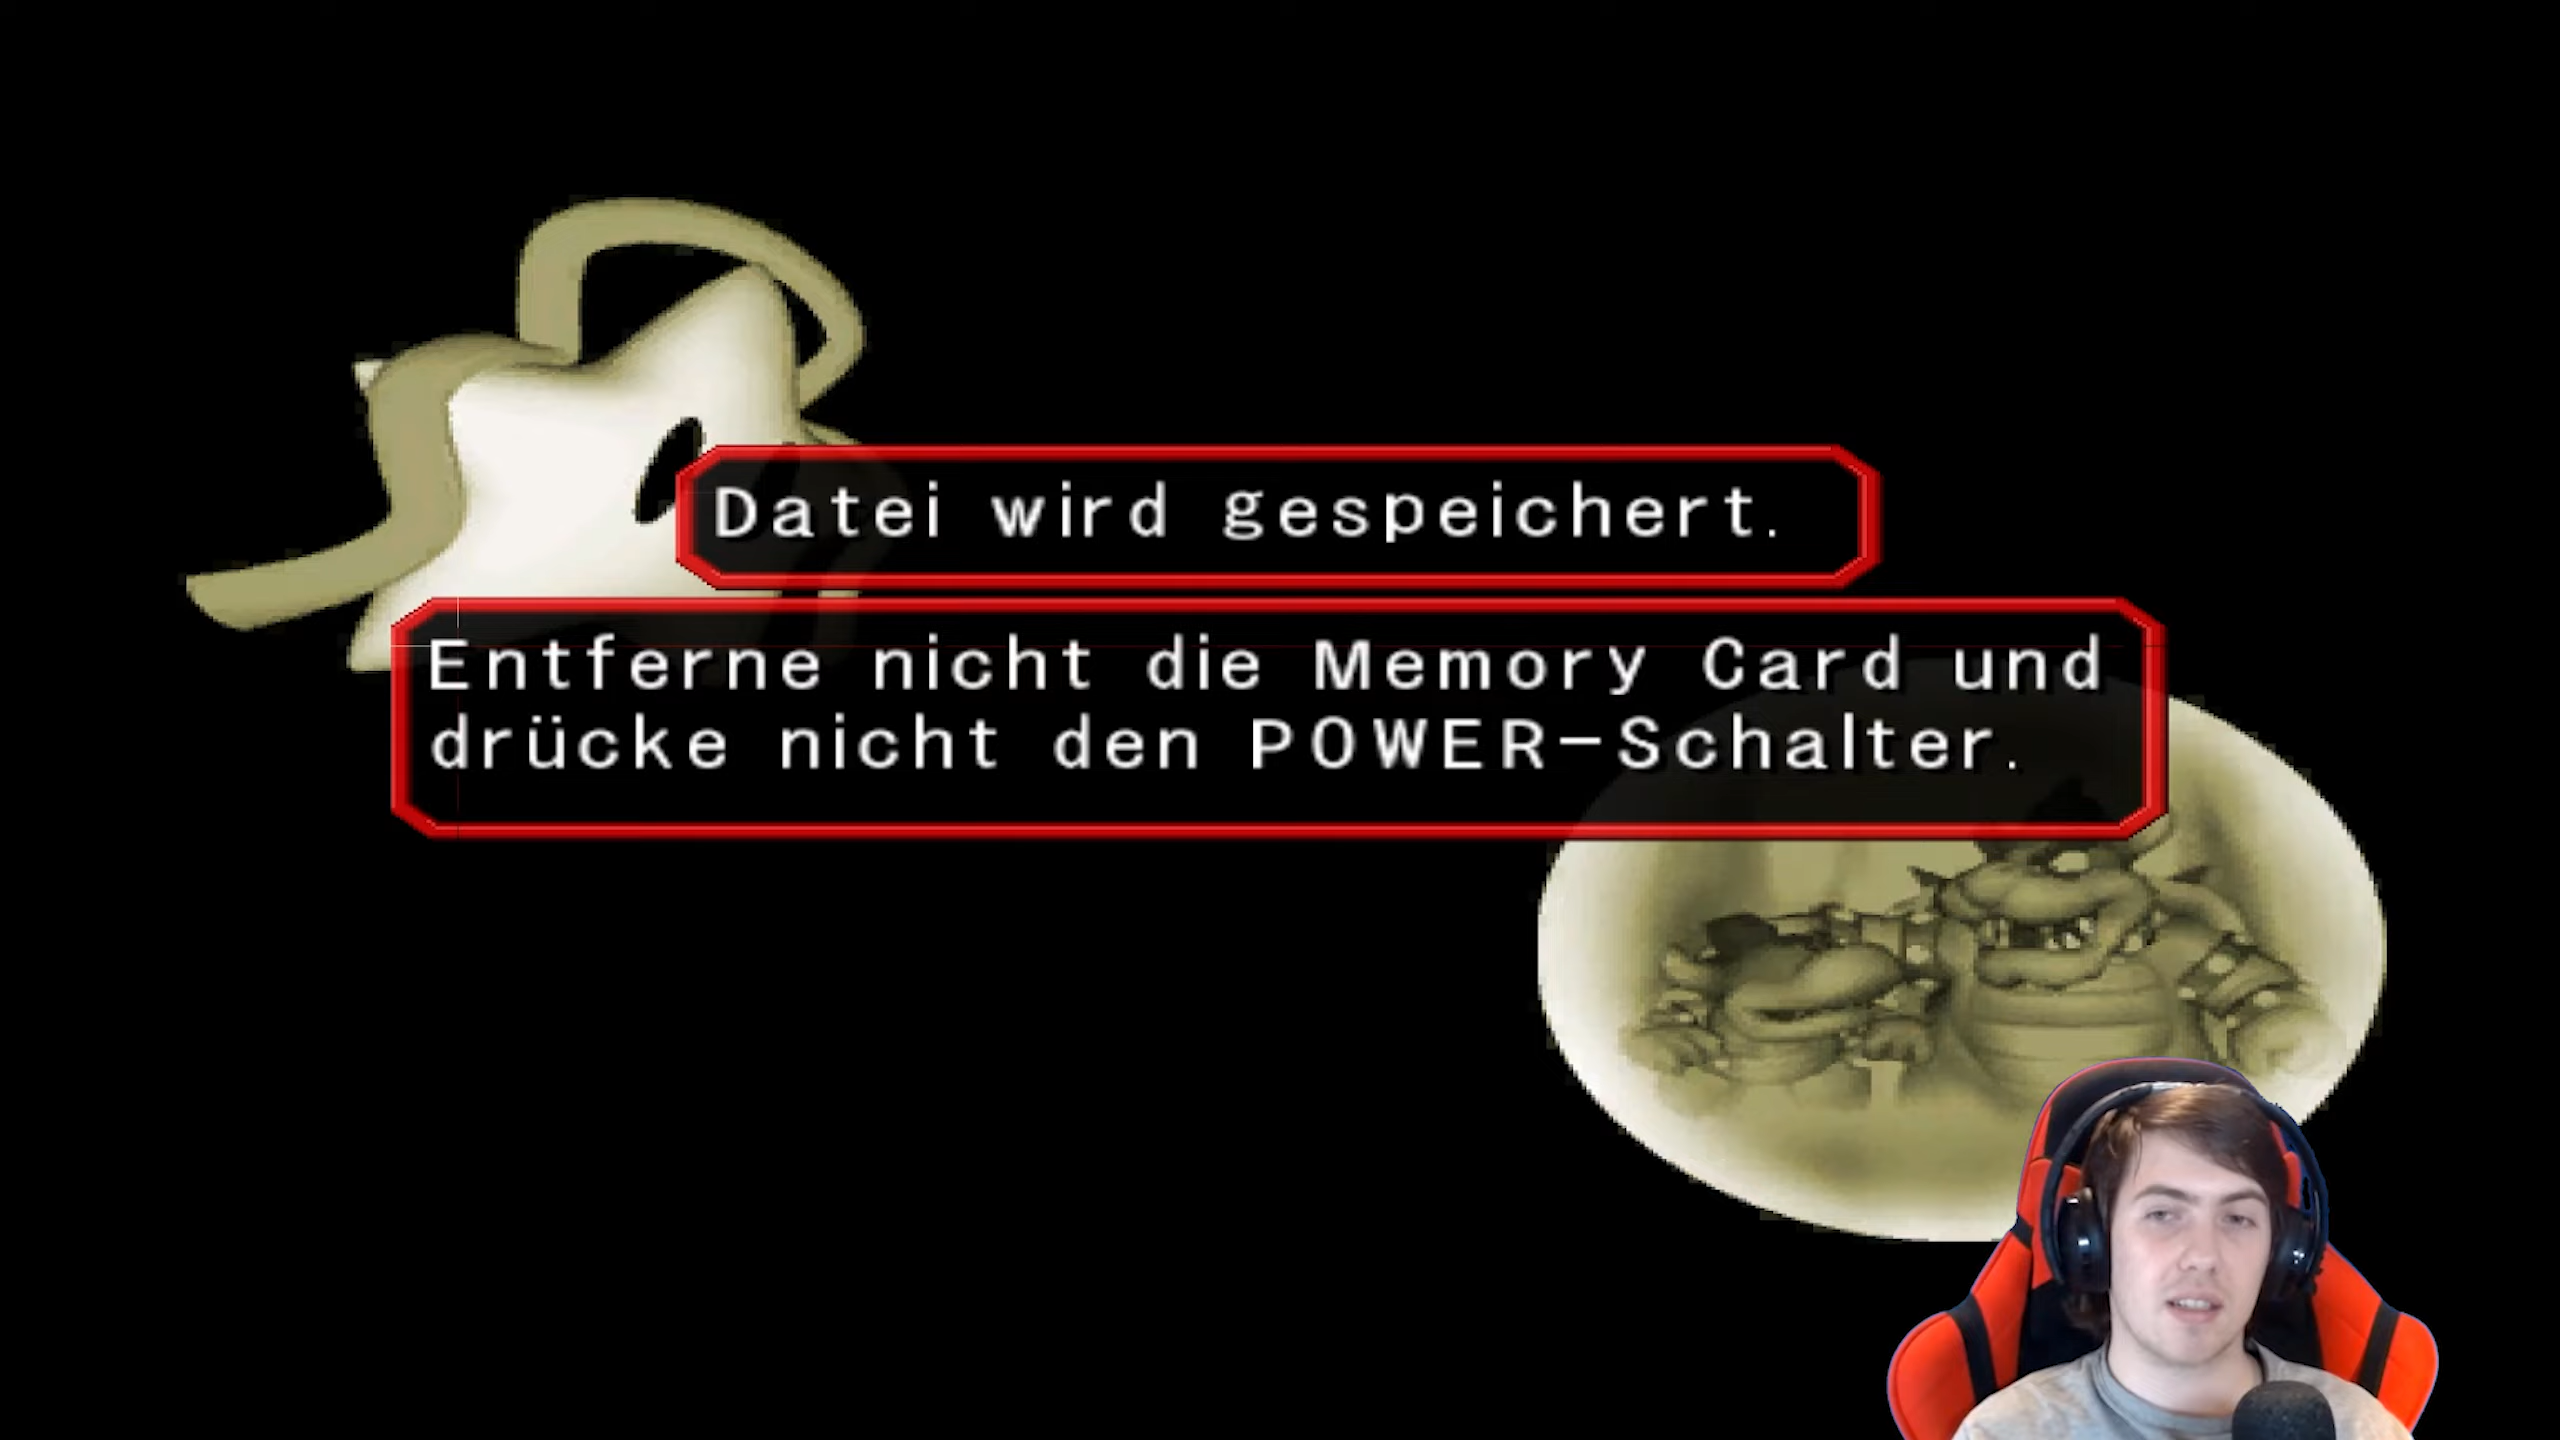 Datei wird gespeichert.
Entferne nicht die Memory Card und
drücke nicht den POWER-Schalter.